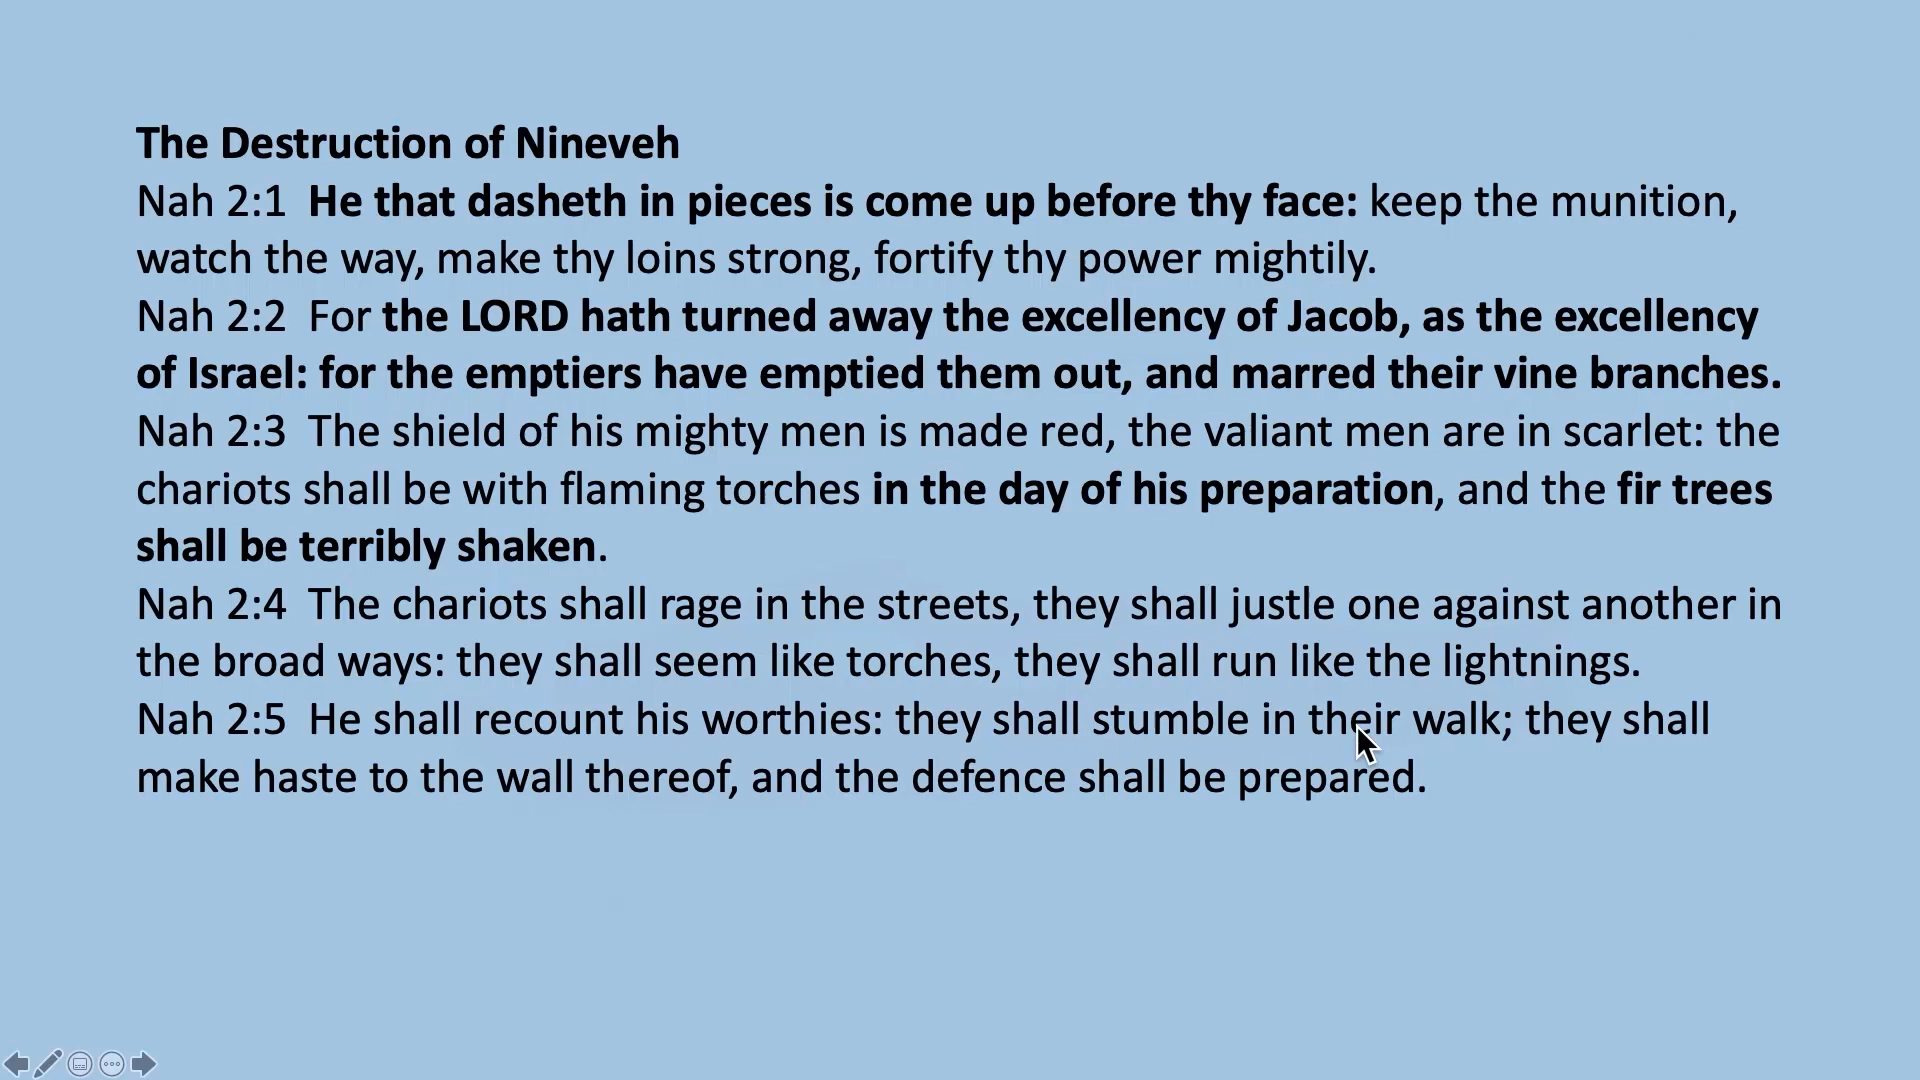 The Destruction of Nineveh
Nah 2:1  He that dasheth in pieces is come up before thy face: keep the munition,
watch the way, make thy loins strong, fortify thy power mightily.
Nah 2:2  For the LORD hath turned away the excellency of Jacob, as the excellency
of Israel: for the emptiers have emptied them out, and marred their vine branches.
Nah 2:3  The shield of his mighty men is made red, the valiant men are in scarlet: the
chariots shall be with flaming torches in the day of his preparation, and the fir trees
shall be terribly shaken.
Nah 2:4  The chariots shall rage in the streets, they shall justle one against another in
the broad ways: they shall seem like torches, they shall run like the lightnings.
Nah 2:5  He shall recount his worthies: they shall stumble in their walk; they shall
make haste to the wall thereof, and the defence shall be prepared.